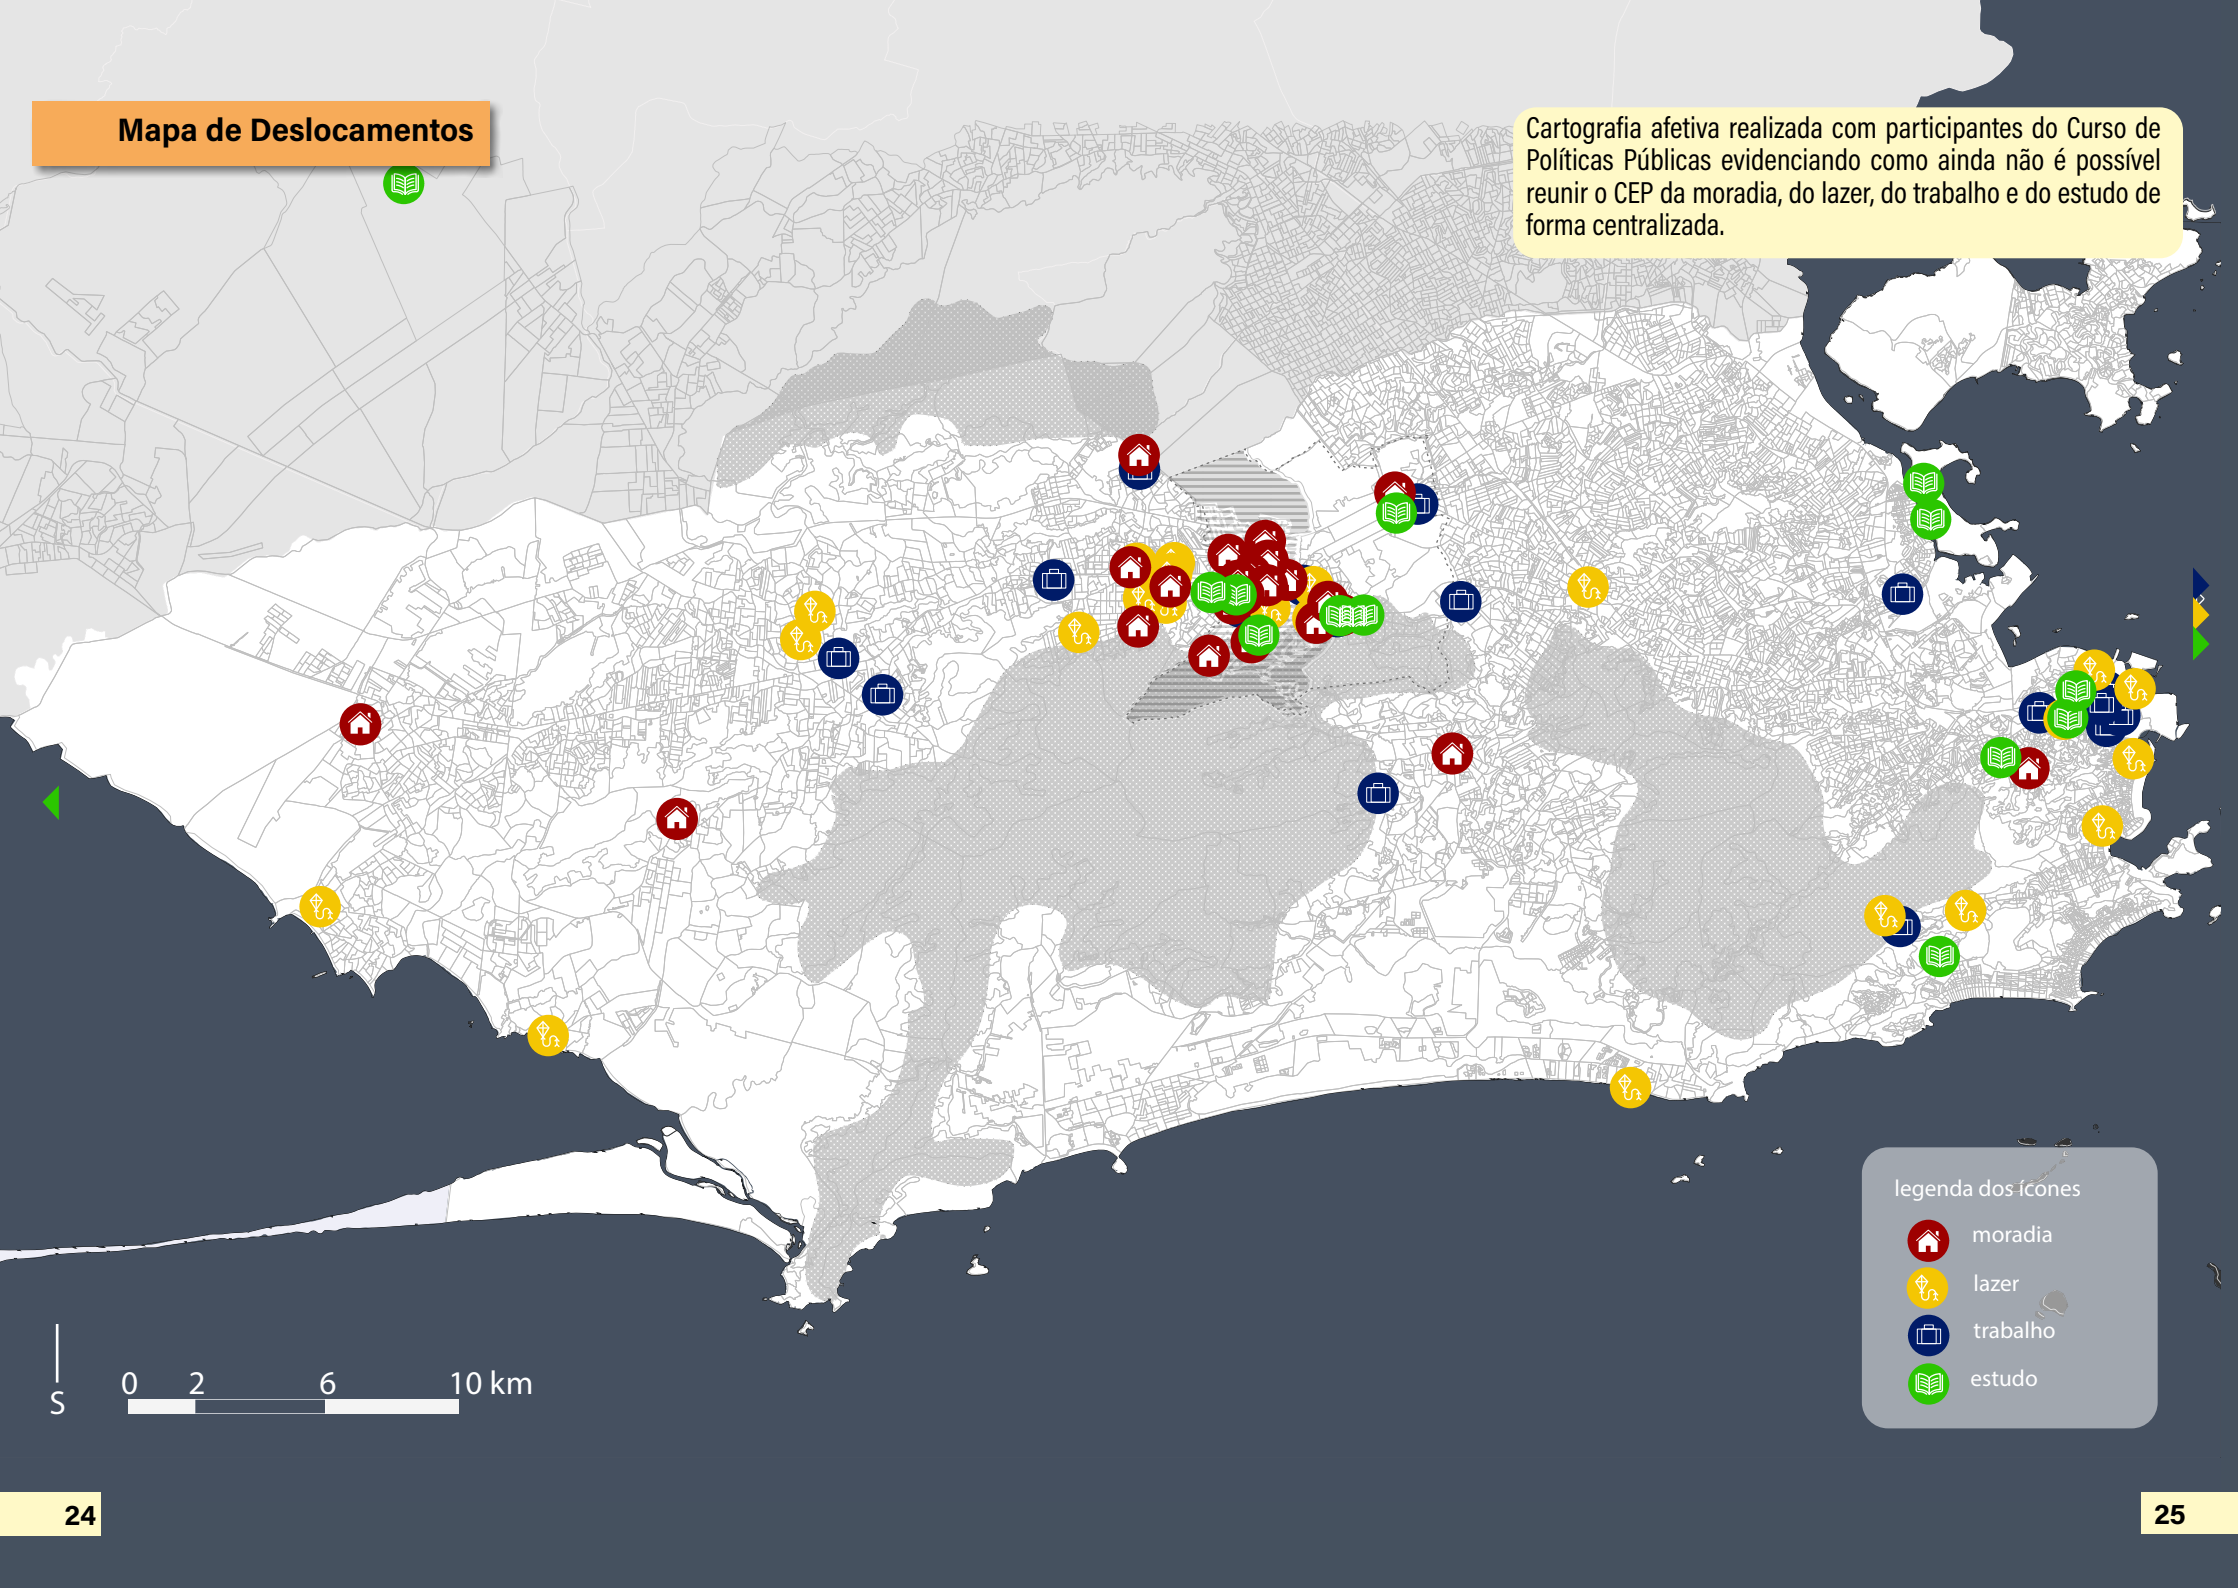 Mapa de Deslocamentos
Cartografia afetiva realizada com participantes do Curso de
Políticas Públicas evidenciando como ainda não é possível
reunir o CEP da moradia, do lazer, do trabalho e do estudo de
forma centralizada.
legenda dos ícones
moradia
lazer
trabalho
estudo
S
0 2 6 10 km
24
25